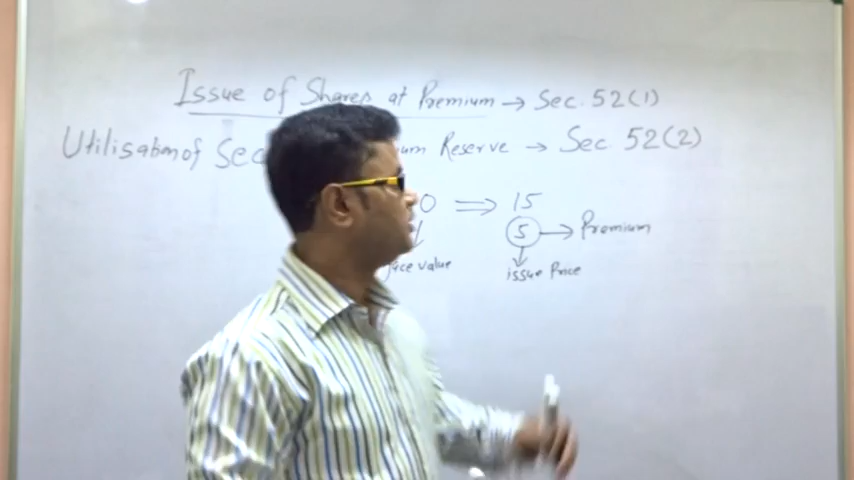 Issue of Shares at Premium → Sec. 52(1)
Utilisation of Sec um Reserve → Sec. 52(2)
0 ⇒ 15
5 → Premium
face value
issue Price